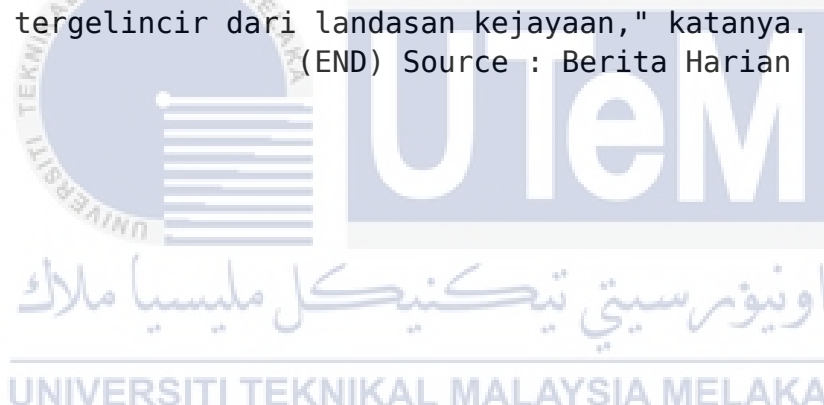 tergelincir dari landasan kejayaan," katanya.
(END) Source : Berita Harian
UTeM
اونيۏرسيتي تيكنيكل مليسيا ملاك
UNIVERSITI TEKNIKAL MALAYSIA MELAKA